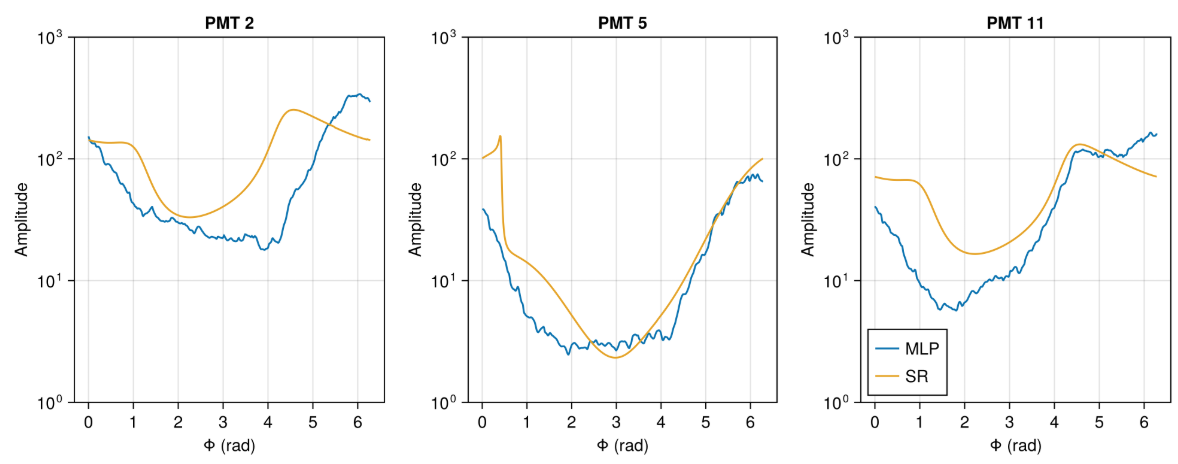 PMT 2
10³
10²
10¹
10⁰
Amplitude
0 1 2 3 4 5 6
Φ (rad)
PMT 5
10³
10²
10¹
10⁰
Amplitude
0 1 2 3 4 5 6
Φ (rad)
PMT 11
10³
10²
10¹
10⁰
Amplitude
MLP
SR
0 1 2 3 4 5 6
Φ (rad)